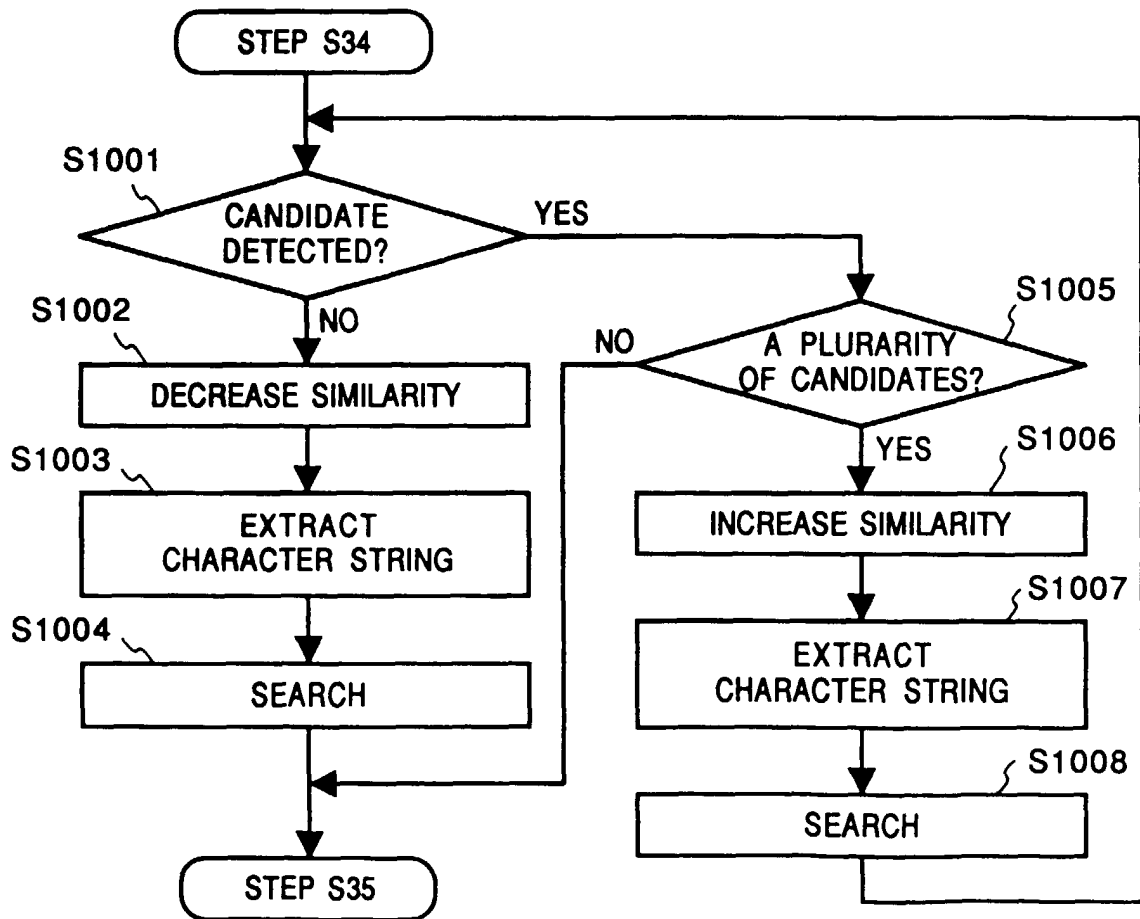 STEP S34
S1001
CANDIDATE
DETECTED?
YES
NO
S1002
DECREASE SIMILARITY
S1003
EXTRACT
CHARACTER STRING
S1004
SEARCH
STEP S35
S1005
A PLURARITY
OF CANDIDATES?
NO
YES
S1006
INCREASE SIMILARITY
S1007
EXTRACT
CHARACTER STRING
S1008
SEARCH